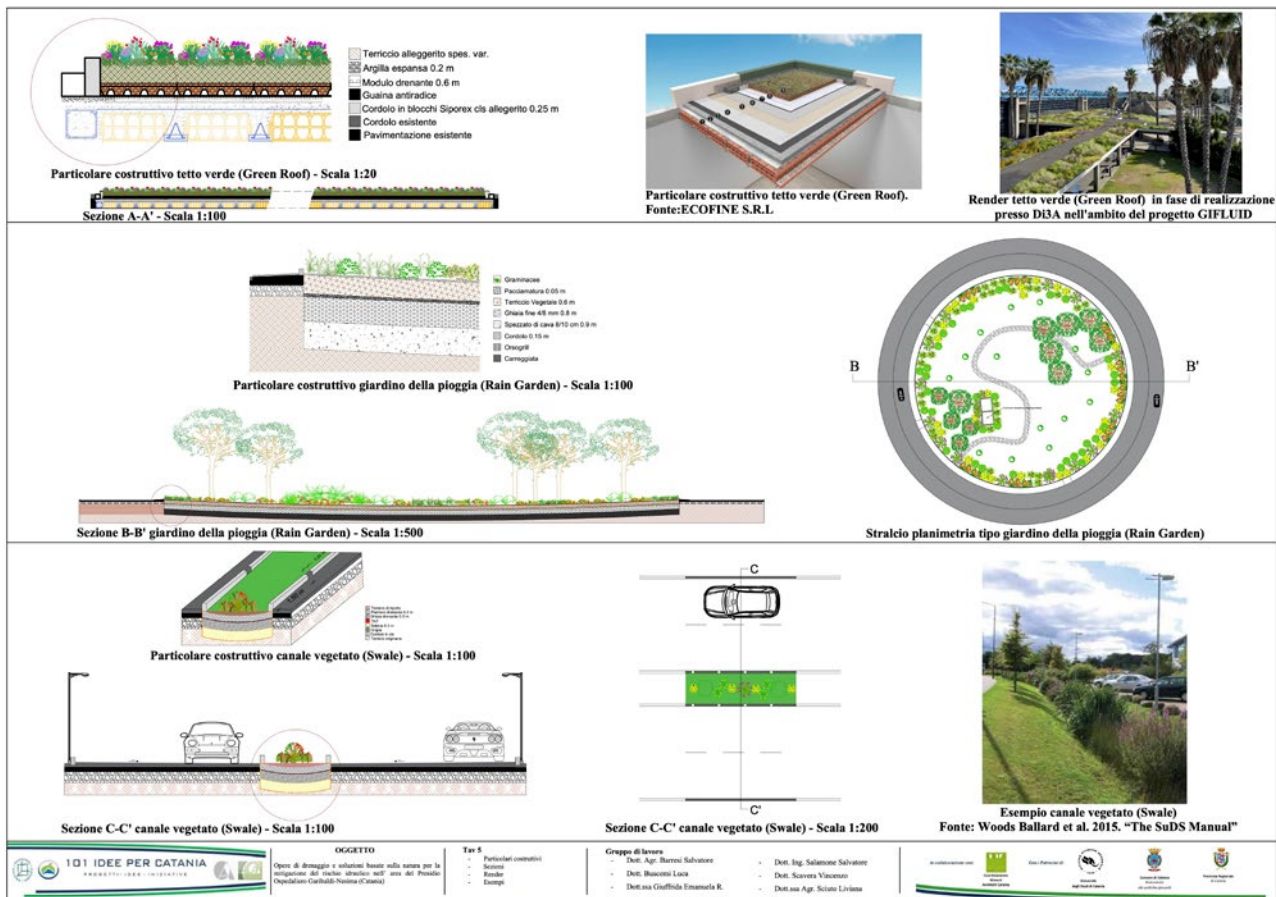 Terriccio alleggerito spes. var.
Argilla espansa 0.2 m
Modulo drenante 0.6 m
Guaina antiradice
Cordolo in blocchi Siporex cls allegerito 0.25 m
Cordolo esistente
Pavimentazione esistente
Particolare costruttivo tetto verde (Green Roof) - Scala 1:20
Sezione A-A' - Scala 1:100
Particolare costruttivo tetto verde (Green Roof).
Fonte:ECOFINE S.R.L
Render tetto verde (Green Roof) in fase di realizzazione
presso Di3A nell'ambito del progetto GIFLUID
Graminacee
Pacciamatura 0.05 m
Terriccio Vegetale 0.6 m
Ghiaia fine 4/8 mm 0.8 m
Spezzato di cava 8/10 cm 0.9 m
Cordolo 0.15 m
Orsogrill
Carreggiata
Particolare costruttivo giardino della pioggia (Rain Garden) - Scala 1:100
B
B'
Sezione B-B' giardino della pioggia (Rain Garden) - Scala 1:500
Stralcio planimetria tipo giardino della pioggia (Rain Garden)
Particolare costruttivo canale vegetato (Swale) - Scala 1:100
Sezione C-C' canale vegetato (Swale) - Scala 1:100
C
C'
Sezione C-C' canale vegetato (Swale) - Scala 1:200
Esempio canale vegetato (Swale)
Fonte: Woods Ballard et al. 2015. “The SuDS Manual”
101 IDEE PER CATANIA
PROGETTI - IDEE - INIZIATIVE
OGGETTO
Opere di drenaggio e soluzioni basate sulla natura per la
mitigazione del rischio idraulico nell' area del Presidio
Ospedaliero Garibaldi-Nesima (Catania)
Tav 5
- Particolari costruttivi
- Sezioni
- Render
- Esempi
Gruppo di lavoro
- Dott. Agr. Barresi Salvatore
- Dott. Buscemi Luca
- Dott.ssa Giuffrida Emanuela R.
- Dott. Ing. Salamone Salvatore
- Dott. Scavera Vincenzo
- Dott.ssa Agr. Sciuto Liviana
In collaborazione con:
Con i Patrocini di: